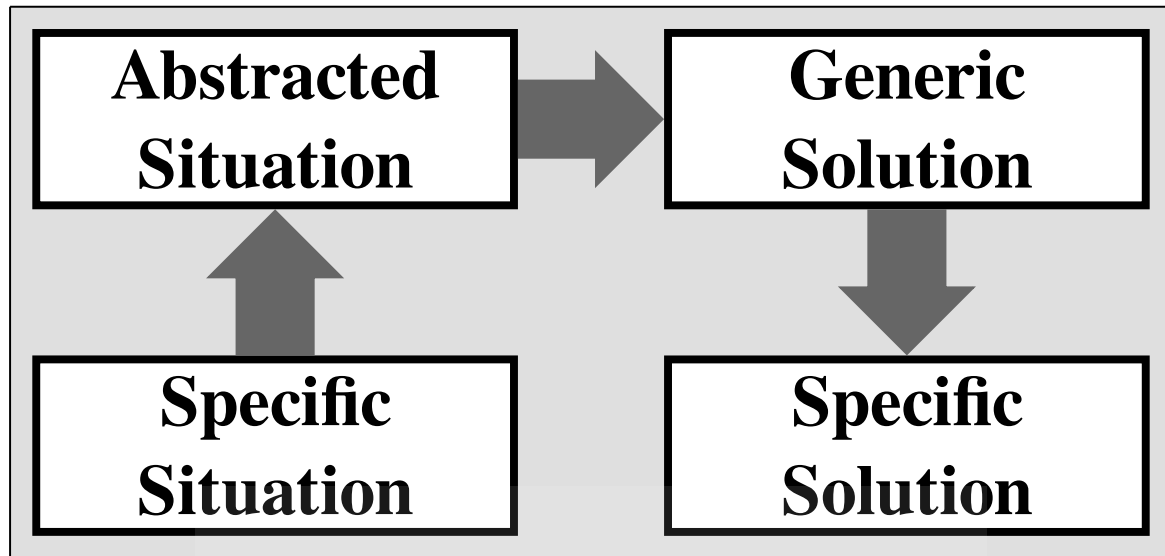 Abstracted
Situation
Generic
Solution
Specific
Situation
Specific
Solution